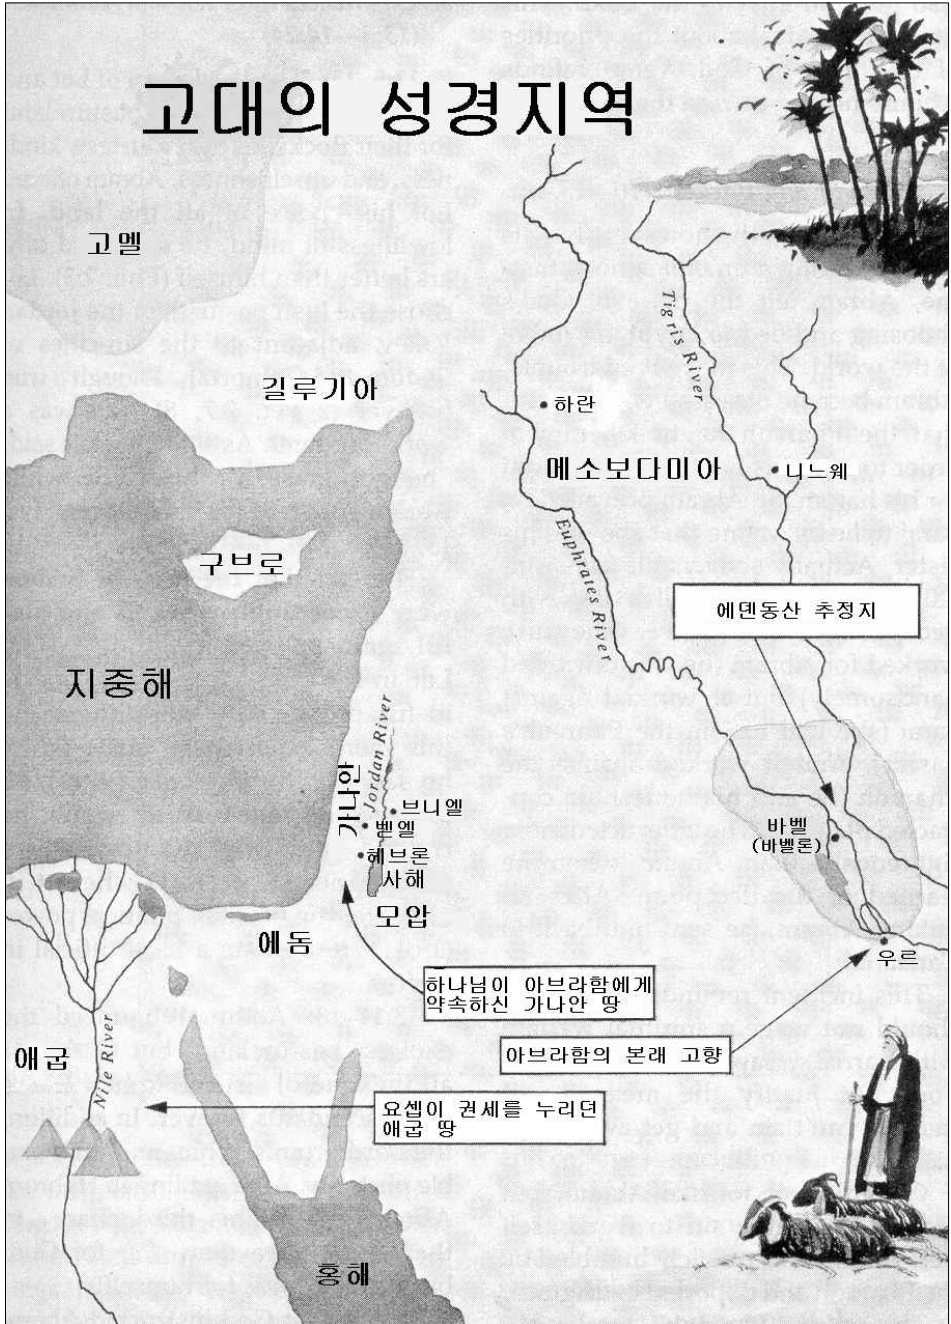 고대의 성경지역
고멜
길루기아
하란
Tigris River
메소보다미아
니느웨
구브로
Euphrates River
에덴동산 추정지
지중해
가나안
Jordan River
브니엘
벧엘
바벨
(바벨론)
헤브론
사해
모압
에돔
우르
하나님이 아브라함에게
약속하신 가나안 땅
아브라함의 본래 고향
애굽
Nile River
요셉이 권세를 누리던
애굽 땅
홍해